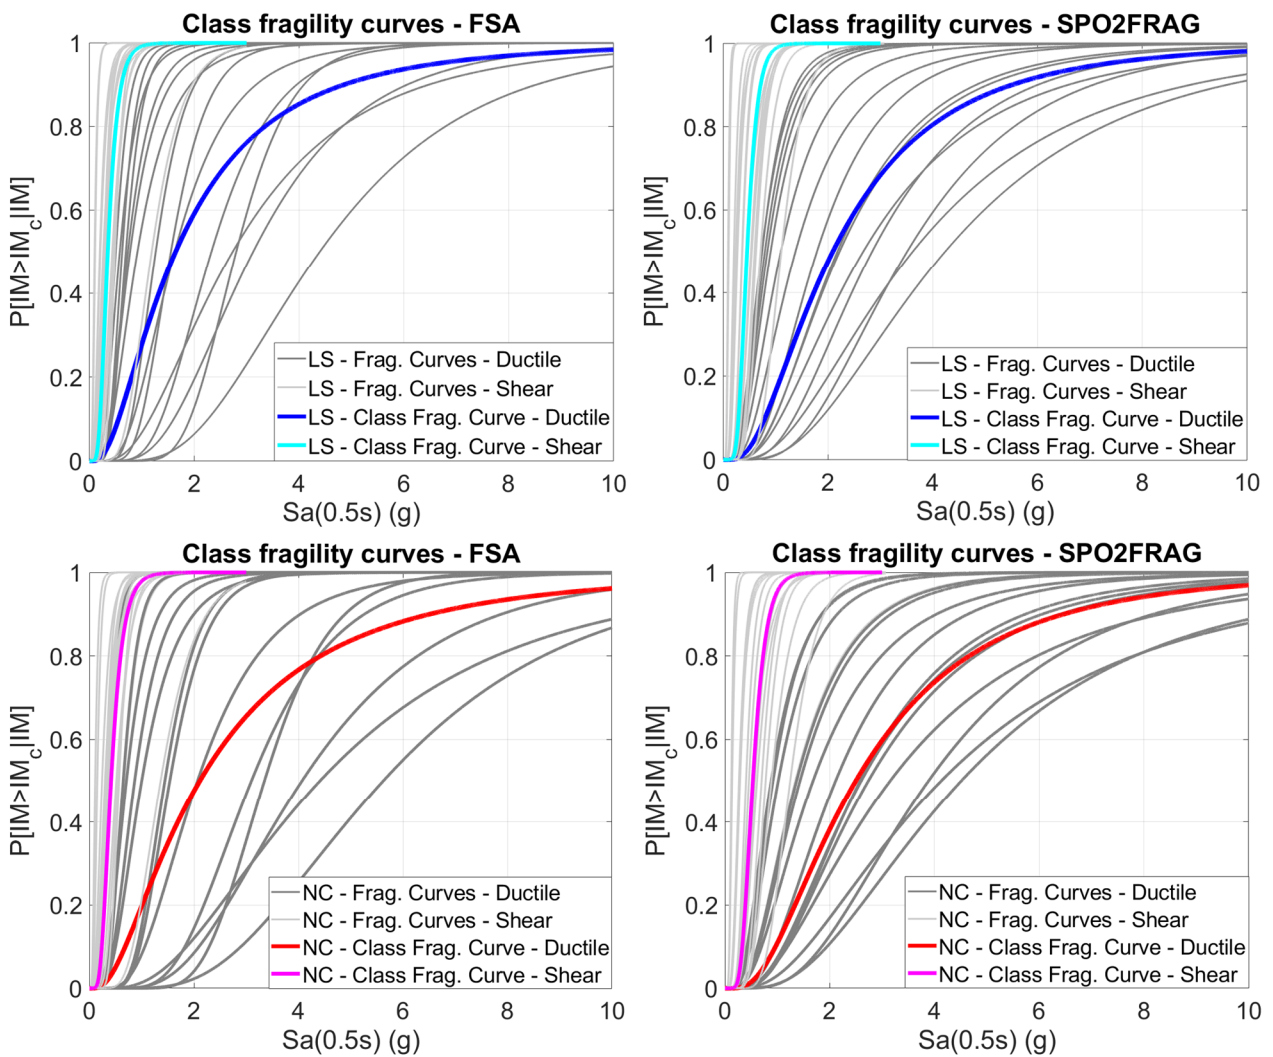 Class fragility curves - FSA
1
0.8
0.6
0.4
0.2
0
P[IM>IMc|IM]
LS - Frag. Curves - Ductile
LS - Frag. Curves - Shear
LS - Class Frag. Curve - Ductile
LS - Class Frag. Curve - Shear
0 2 4 6 8 10
Sa(0.5s) (g)
Class fragility curves - SPO2FRAG
1
0.8
0.6
0.4
0.2
0
P[IM>IMc|IM]
LS - Frag. Curves - Ductile
LS - Frag. Curves - Shear
LS - Class Frag. Curve - Ductile
LS - Class Frag. Curve - Shear
0 2 4 6 8 10
Sa(0.5s) (g)
Class fragility curves - FSA
1
0.8
0.6
0.4
0.2
0
P[IM>IMc|IM]
NC - Frag. Curves - Ductile
NC - Frag. Curves - Shear
NC - Class Frag. Curve - Ductile
NC - Class Frag. Curve - Shear
0 2 4 6 8 10
Sa(0.5s) (g)
Class fragility curves - SPO2FRAG
1
0.8
0.6
0.4
0.2
0
P[IM>IMc|IM]
NC - Frag. Curves - Ductile
NC - Frag. Curves - Shear
NC - Class Frag. Curve - Ductile
NC - Class Frag. Curve - Shear
0 2 4 6 8 10
Sa(0.5s) (g)